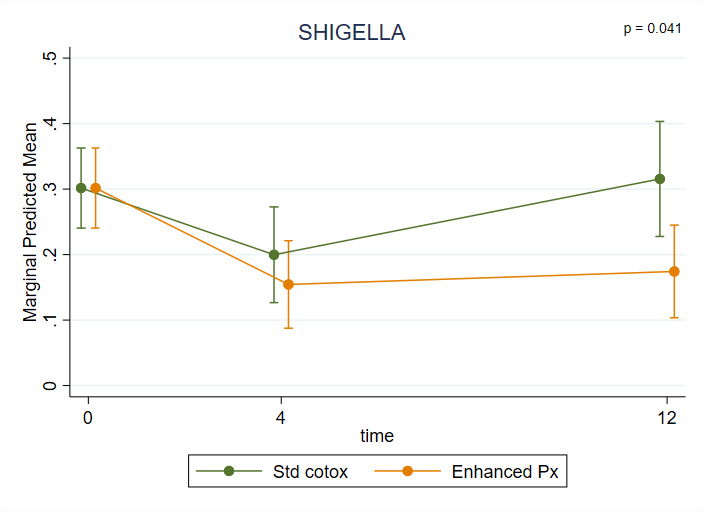 SHIGELLA
p = 0.041
Marginal Predicted Mean
.5
.4
.3
.2
.1
0
0 4 12
time
Std cotox Enhanced Px